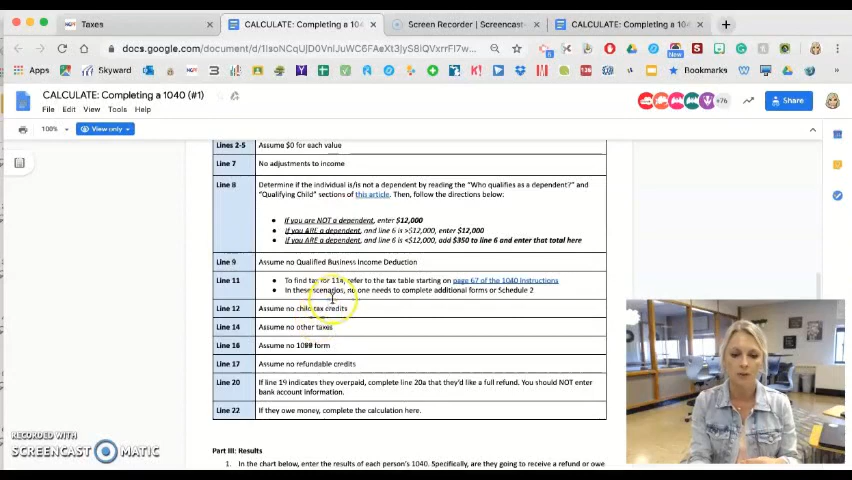 Taxes
CALCULATE: Completing a 104
Screen Recorder | Screencast
CALCULATE: Completing a 104
docs.google.com/document/d/1IsoNCqUJD0VnIJuWC6FAeXt3jyS8IQVxrrFl7w...
Apps
Skyward
Bookmarks
CALCULATE: Completing a 1040 (#1)
File Edit View Tools Help
+76
Share
100%
View only
Lines 2-5 Assume $0 for each value
Line 7 No adjustments to income
Line 8 Determine if the individual is/is not a dependent by reading the "Who qualifies as a dependent?" and
"Qualifying Child" sections of this article. Then, follow the directions below:
If you are NOT a dependent, enter $12,000
If you ARE a dependent, and line 6 is >$12,000, enter $12,000
If you ARE a dependent, and line 6 is <$12,000, add $350 to line 6 and enter that total here
Line 9 Assume no Qualified Business Income Deduction
Line 11 To find tax for 11a, refer to the tax table starting on page 67 of the 1040 Instructions
In these scenarios, no one needs to complete additional forms or Schedule 2
Line 12 Assume no child tax credits
Line 14 Assume no other taxes
Line 16 Assume no 1099 form
Line 17 Assume no refundable credits
Line 20 If line 19 indicates they overpaid, complete line 20a that they'd like a full refund. You should NOT enter
bank account information.
Line 22 If they owe money, complete the calculation here.
Part III: Results
1. In the chart below, enter the results of each person's 1040. Specifically, are they going to receive a refund or owe
RECORDED WITH
SCREENCAST MATIC